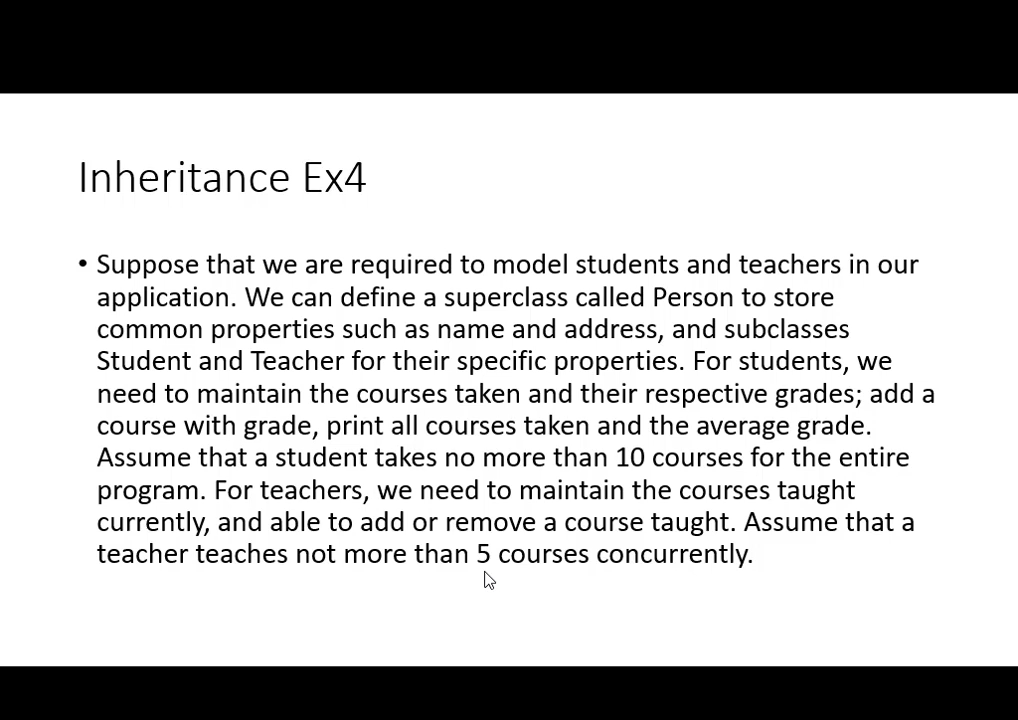 Inheritance Ex4
• Suppose that we are required to model students and teachers in our
application. We can define a superclass called Person to store
common properties such as name and address, and subclasses
Student and Teacher for their specific properties. For students, we
need to maintain the courses taken and their respective grades; add a
course with grade, print all courses taken and the average grade.
Assume that a student takes no more than 10 courses for the entire
program. For teachers, we need to maintain the courses taught
currently, and able to add or remove a course taught. Assume that a
teacher teaches not more than 5 courses concurrently.